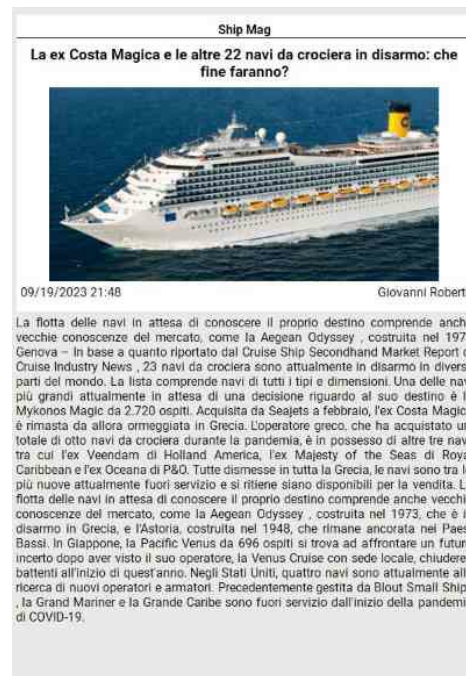 Ship Mag
La ex Costa Magica e le altre 22 navi da crociera in disarmo: che
fine faranno?
09/19/2023 21:48 Giovanni Robert
La flotta delle navi in attesa di conoscere il proprio destino comprende anch
vecchie conoscenze del mercato, come la Aegean Odyssey , costruita nel 197
Genova – In base a quanto riportato dal Cruise Ship Secondhand Market Report d
Cruise Industry News , 23 navi da crociera sono attualmente in disarmo in divers
parti del mondo. La lista comprende navi di tutti i tipi e dimensioni. Una delle nav
più grandi attualmente in attesa di una decisione riguardo al suo destino è l
Mykonos Magic da 2.720 ospiti. Acquisita da Seajets a febbraio, l'ex Costa Magic
è rimasta da allora ormeggiata in Grecia. L'operatore greco, che ha acquistato un
totale di otto navi da crociera durante la pandemia, è in possesso di altre tre nav
tra cui l'ex Veendam di Holland America, l'ex Majesty of the Seas di Roya
Caribbean e l'ex Oceana di P&O. Tutte dismesse in tutta la Grecia, le navi sono tra l
più nuove attualmente fuori servizio e si ritiene siano disponibili per la vendita. L
flotta delle navi in attesa di conoscere il proprio destino comprende anche vecchi
conoscenze del mercato, come la Aegean Odyssey , costruita nel 1973, che è i
disarmo in Grecia, e l'Astoria, costruita nel 1948, che rimane ancorata nei Paes
Bassi. In Giappone, la Pacific Venus da 696 ospiti si trova ad affrontare un futur
incerto dopo aver visto il suo operatore, la Venus Cruise con sede locale, chiudere
battenti all'inizio di quest'anno. Negli Stati Uniti, quattro navi sono attualmente all
ricerca di nuovi operatori e armatori. Precedentemente gestita da Blout Small Ship
, la Grand Mariner e la Grande Caribe sono fuori servizio dall'inizio della pandemi
di COVID-19.